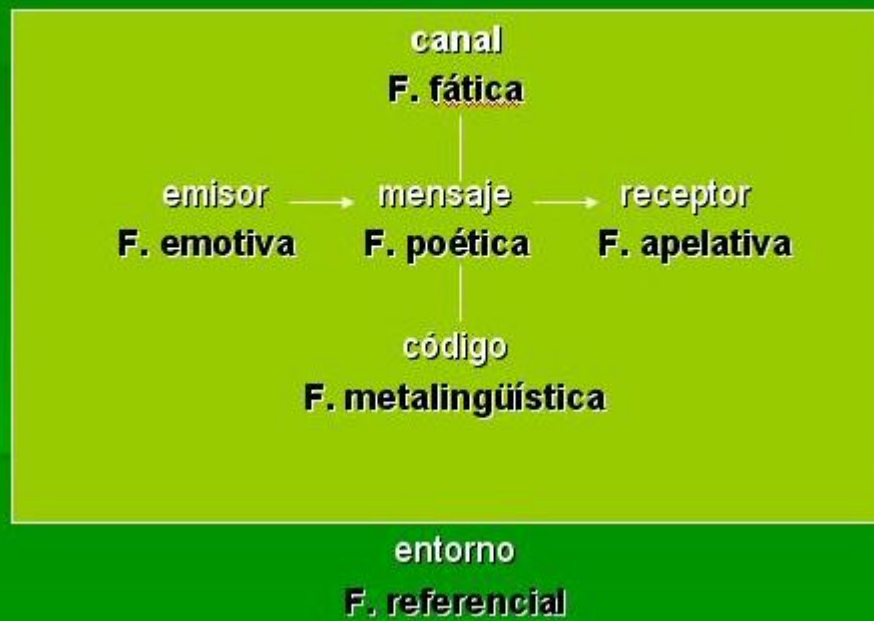 canal
F. fática
emisor mensaje receptor
F. emotiva F. poética F. apelativa
código
F. metalingüística
entorno
F. referencial